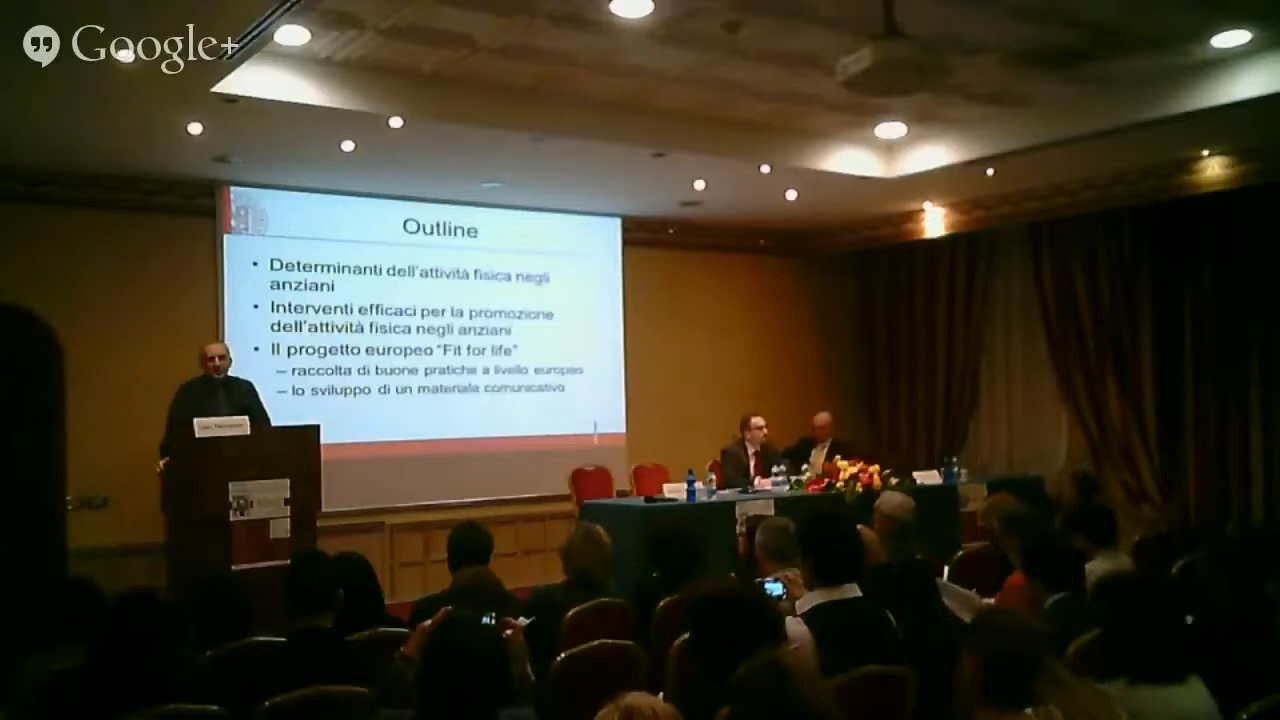 Google+
Outline
• Determinanti dell'attività fisica negli
anziani
• Interventi efficaci per la promozione
dell'attività fisica negli anziani
• Il progetto europeo "Fit for life"
– raccolta di buone pratiche a livello europeo
– lo sviluppo di un materiale comunicativo